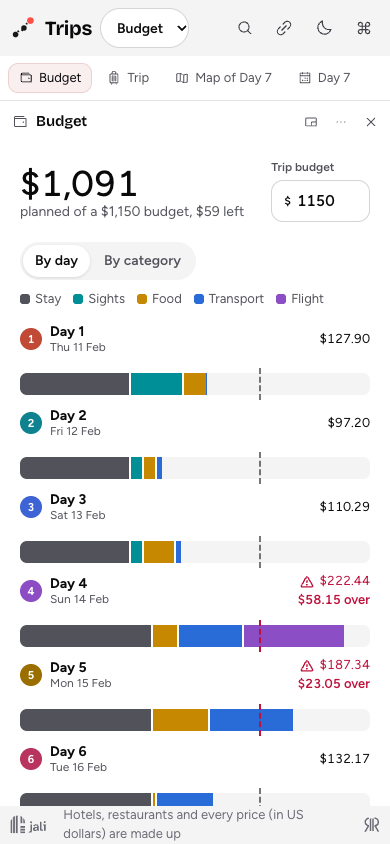 Trips
Budget
Budget
Trip
Map of Day 7
Day 7
Budget
$1,091
planned of a $1,150 budget, $59 left
Trip budget
$ 1150
By day
By category
Stay
Sights
Food
Transport
Flight
1
Day 1
Thu 11 Feb
$127.90
2
Day 2
Fri 12 Feb
$97.20
3
Day 3
Sat 13 Feb
$110.29
4
Day 4
Sun 14 Feb
$222.44
$58.15 over
5
Day 5
Mon 15 Feb
$187.34
$23.05 over
6
Day 6
Tue 16 Feb
$132.17
jali
Hotels, restaurants and every price (in US
dollars) are made up